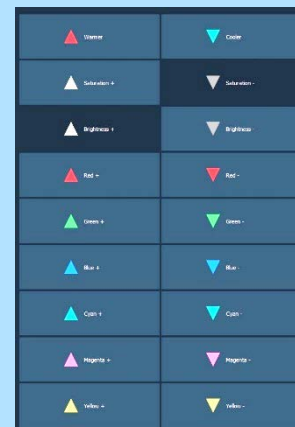 Warmer
Cooler
Saturation +
Saturation -
Brightness +
Brightness -
Red +
Red -
Green +
Green -
Blue +
Blue -
Cyan +
Cyan -
Magenta +
Magenta -
Yellow +
Yellow -